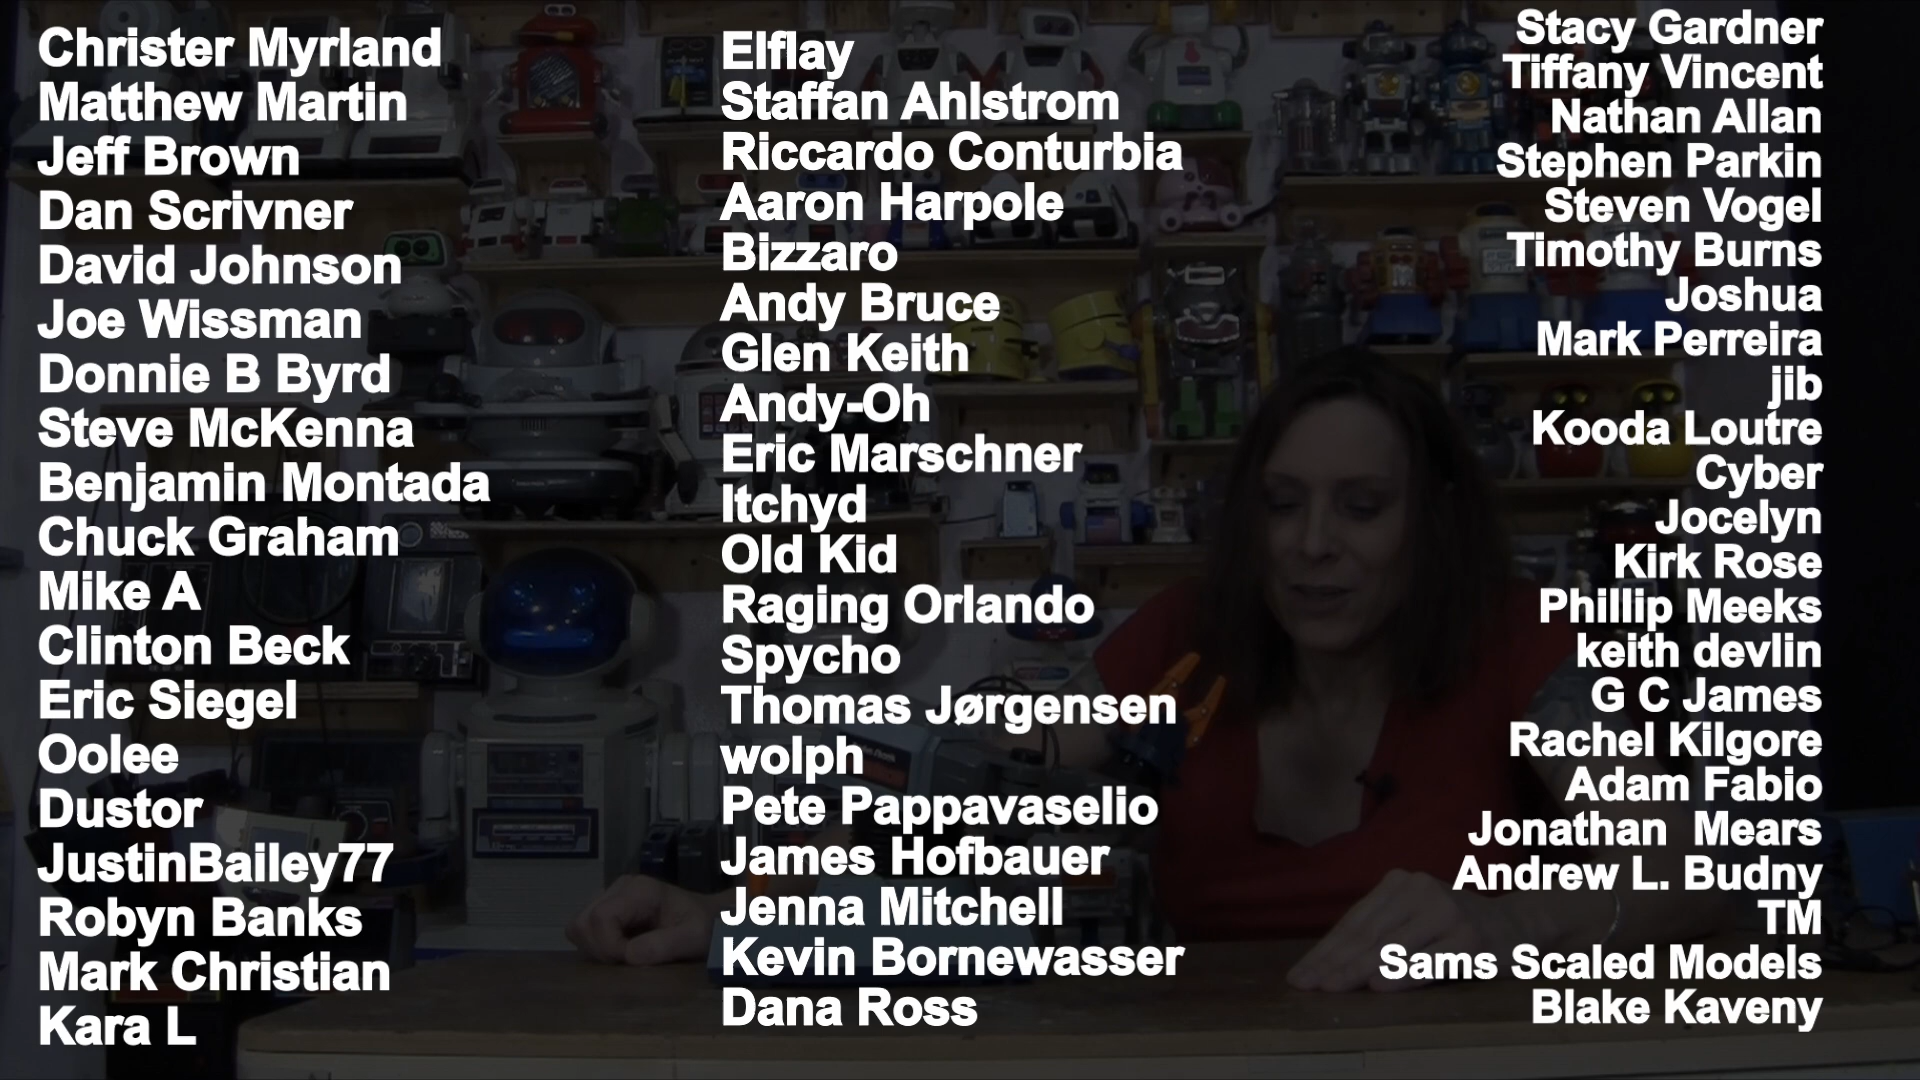 Christer Myrland
Matthew Martin
Jeff Brown
Dan Scrivner
David Johnson
Joe Wissman
Donnie B Byrd
Steve McKenna
Benjamin Montada
Chuck Graham
Mike A
Clinton Beck
Eric Siegel
Oolee
Dustor
JustinBailey77
Robyn Banks
Mark Christian
Kara L
Elflay
Staffan Ahlstrom
Riccardo Conturbia
Aaron Harpole
Bizzaro
Andy Bruce
Glen Keith
Andy-Oh
Eric Marschner
Itchyd
Old Kid
Raging Orlando
Spycho
Thomas Jørgensen
wolph
Pete Pappavaselio
James Hofbauer
Jenna Mitchell
Kevin Bornewasser
Dana Ross
Stacy Gardner
Tiffany Vincent
Nathan Allan
Stephen Parkin
Steven Vogel
Timothy Burns
Joshua
Mark Perreira
jib
Kooda Loutre
Cyber
Jocelyn
Kirk Rose
Phillip Meeks
keith devlin
G C James
Rachel Kilgore
Adam Fabio
Jonathan  Mears
Andrew L. Budny
TM
Sams Scaled Models
Blake Kaveny